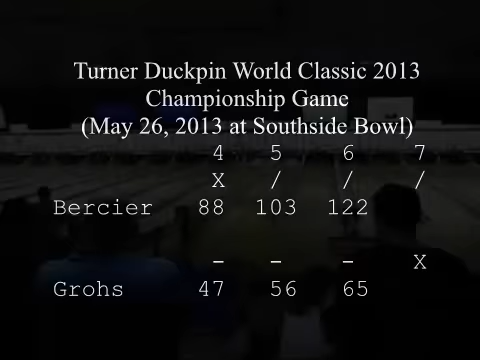 Turner Duckpin World Classic 2013
Championship Game
(May 26, 2013 at Southside Bowl)
4 5 6 7
X / / /
Bercier 88 103 122
- - - X
Grohs 47 56 65